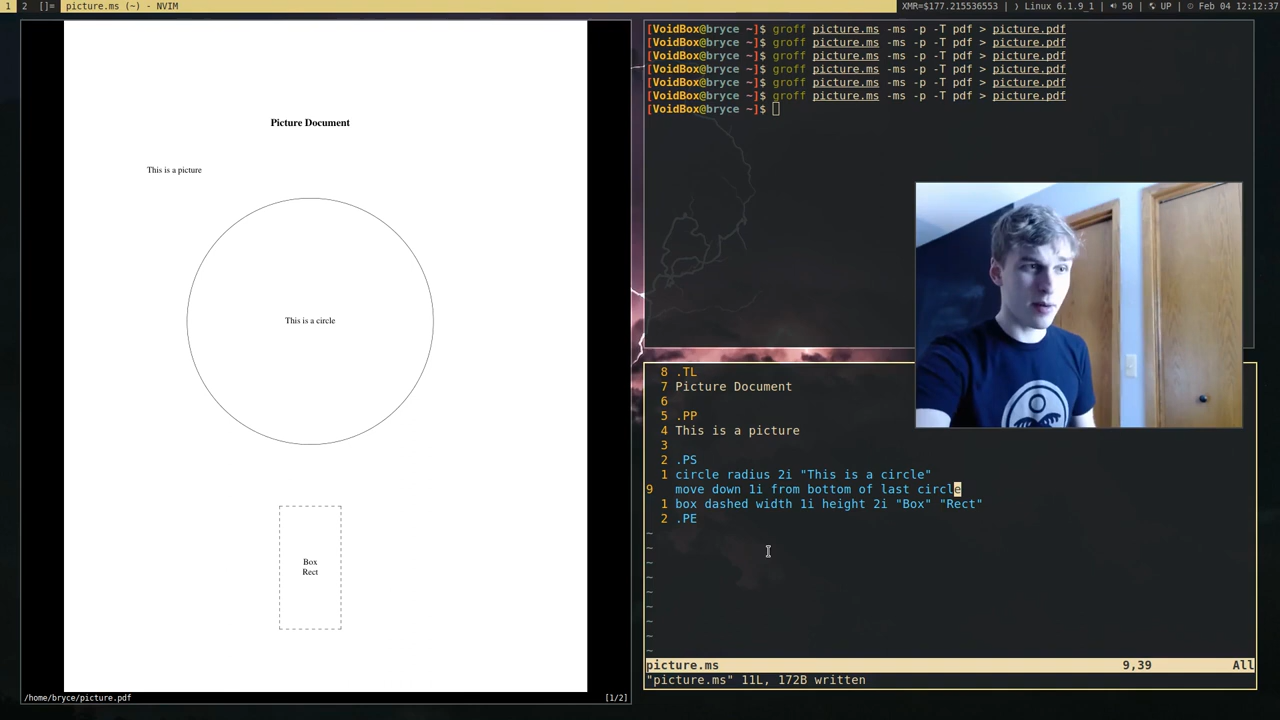 1 2 []= picture.ms (~) - NVIM
XMR=$177.215536553 | Linux 6.1.9_1 | 50 | UP | Feb 04 12:12:37
Picture Document
This is a picture
This is a circle
Box
Rect
/home/bryce/picture.pdf [1/2]
[VoidBox@bryce ~]$ groff picture.ms -ms -p -T pdf > picture.pdf
[VoidBox@bryce ~]$ groff picture.ms -ms -p -T pdf > picture.pdf
[VoidBox@bryce ~]$ groff picture.ms -ms -p -T pdf > picture.pdf
[VoidBox@bryce ~]$ groff picture.ms -ms -p -T pdf > picture.pdf
[VoidBox@bryce ~]$ groff picture.ms -ms -p -T pdf > picture.pdf
[VoidBox@bryce ~]$ groff picture.ms -ms -p -T pdf > picture.pdf
[VoidBox@bryce ~]$
8 .TL
7 Picture Document
6
5 .PP
4 This is a picture
3
2 .PS
1 circle radius 2i "This is a circle"
9 move down 1i from bottom of last circle
1 box dashed width 1i height 2i "Box" "Rect"
2 .PE
~
~
~
~
~
~
~
~
~
picture.ms 9,39 All
"picture.ms" 11L, 172B written